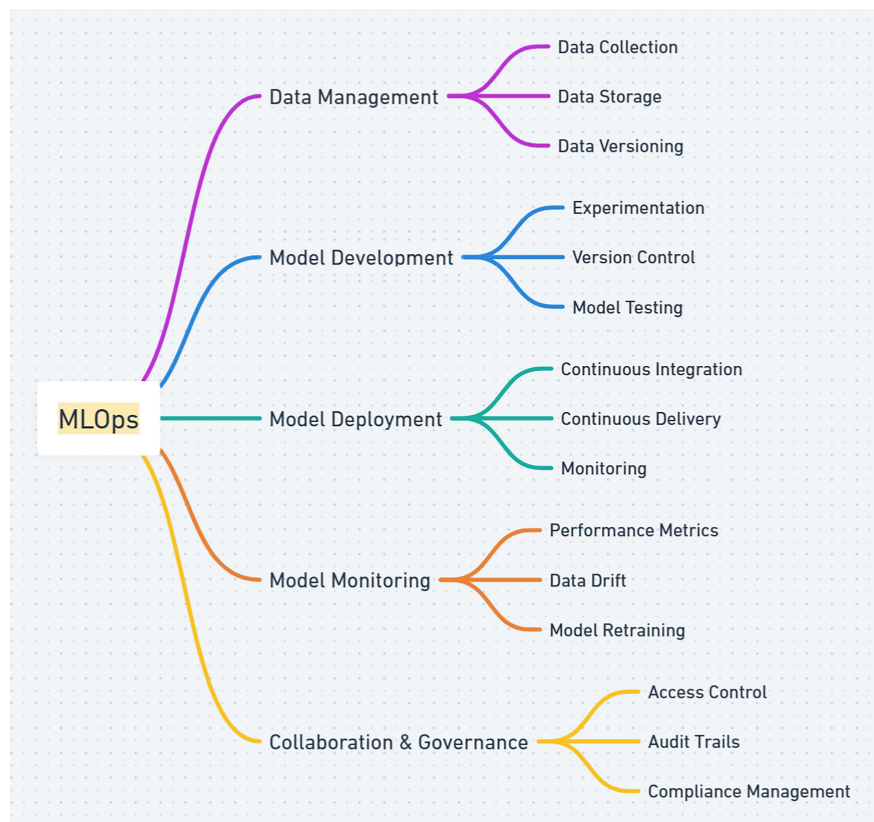 MLOps
Data Management
Data Collection
Data Storage
Data Versioning
Model Development
Experimentation
Version Control
Model Testing
Model Deployment
Continuous Integration
Continuous Delivery
Monitoring
Model Monitoring
Performance Metrics
Data Drift
Model Retraining
Collaboration & Governance
Access Control
Audit Trails
Compliance Management